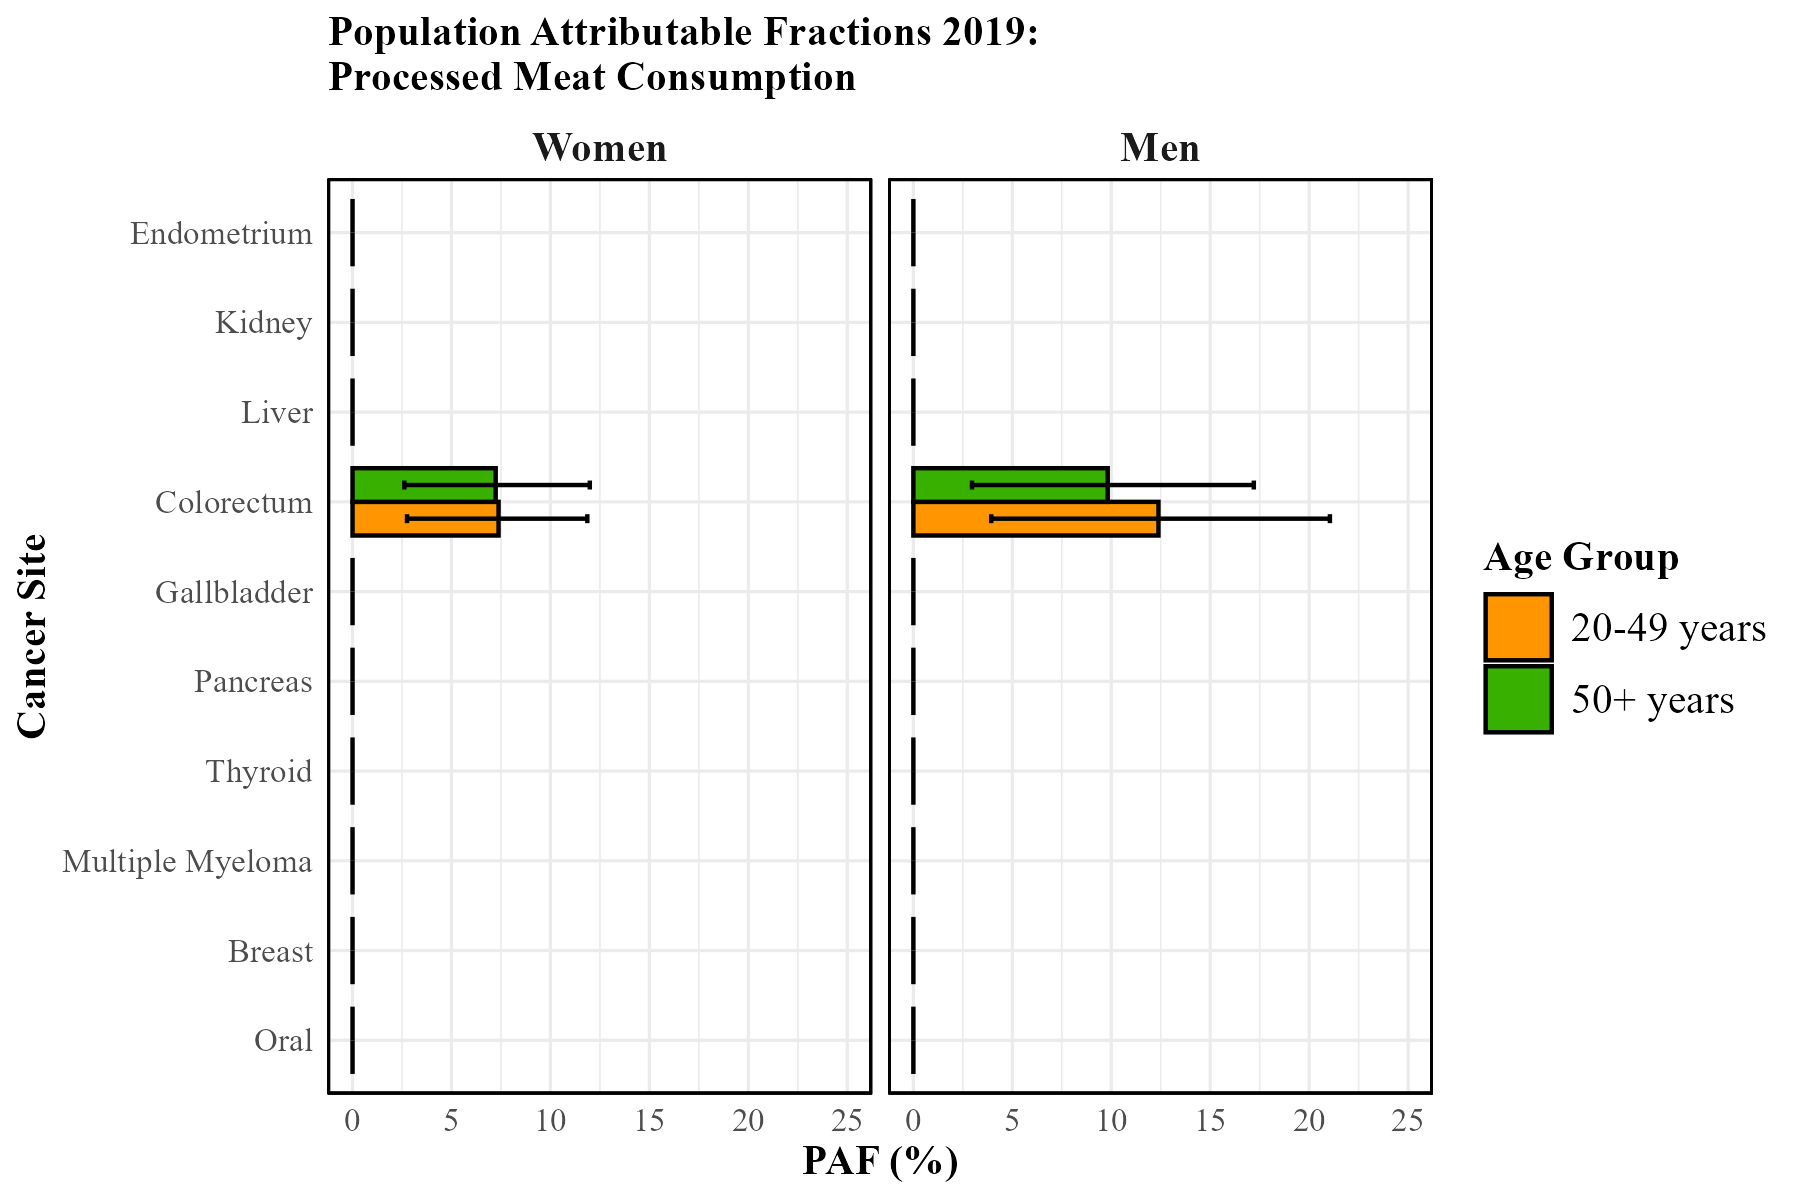 Population Attributable Fractions 2019:
Processed Meat Consumption
Women
Men
Cancer Site
Endometrium
Kidney
Liver
Colorectum
Gallbladder
Pancreas
Thyroid
Multiple Myeloma
Breast
Oral
0 5 10 15 20 25
0 5 10 15 20 25
PAF (%)
Age Group
20-49 years
50+ years